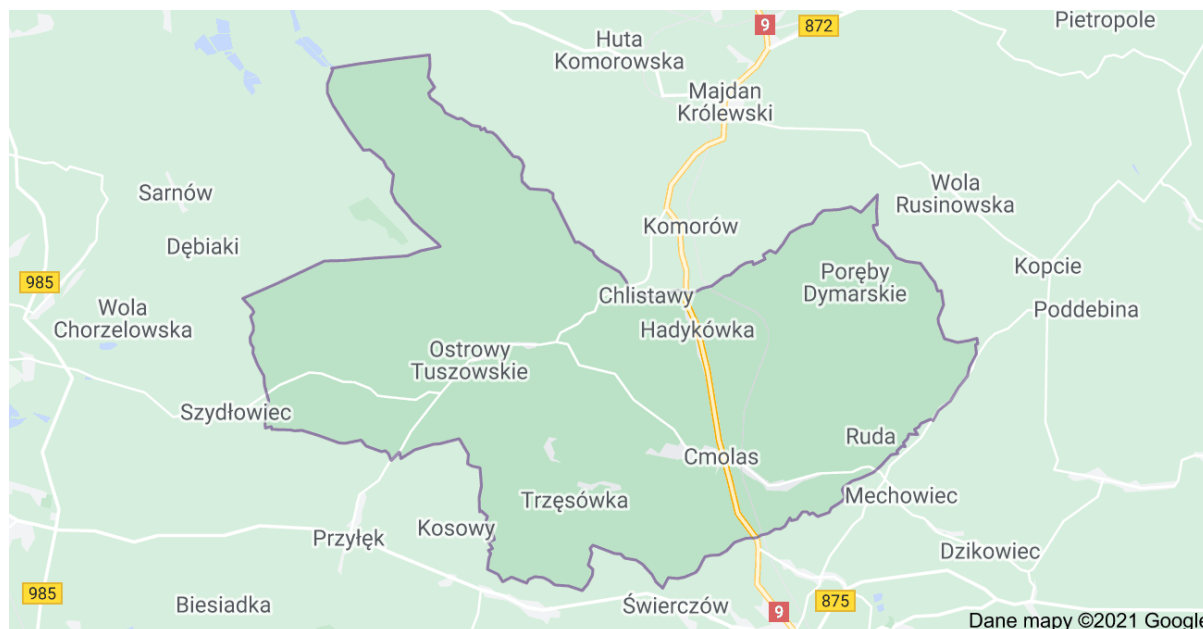 9
872
Pietropole
Huta
Komorowska
Majdan
Królewski
Sarnów
Wola
Rusinowska
Dębiaki
Komorów
985
Poręby
Dymarskie
Kopcie
Wola
Chorzelowska
Chlistawy
Poddebina
Hadykówka
Ostrowy
Tuszowskie
Szydłowiec
Ruda
Cmolas
Trzęsówka
Mechowiec
Kosowy
Przyłęk
Dzikowiec
985
Biesiadka
Świerczów
9
875
Dane mapy ©2021 Google